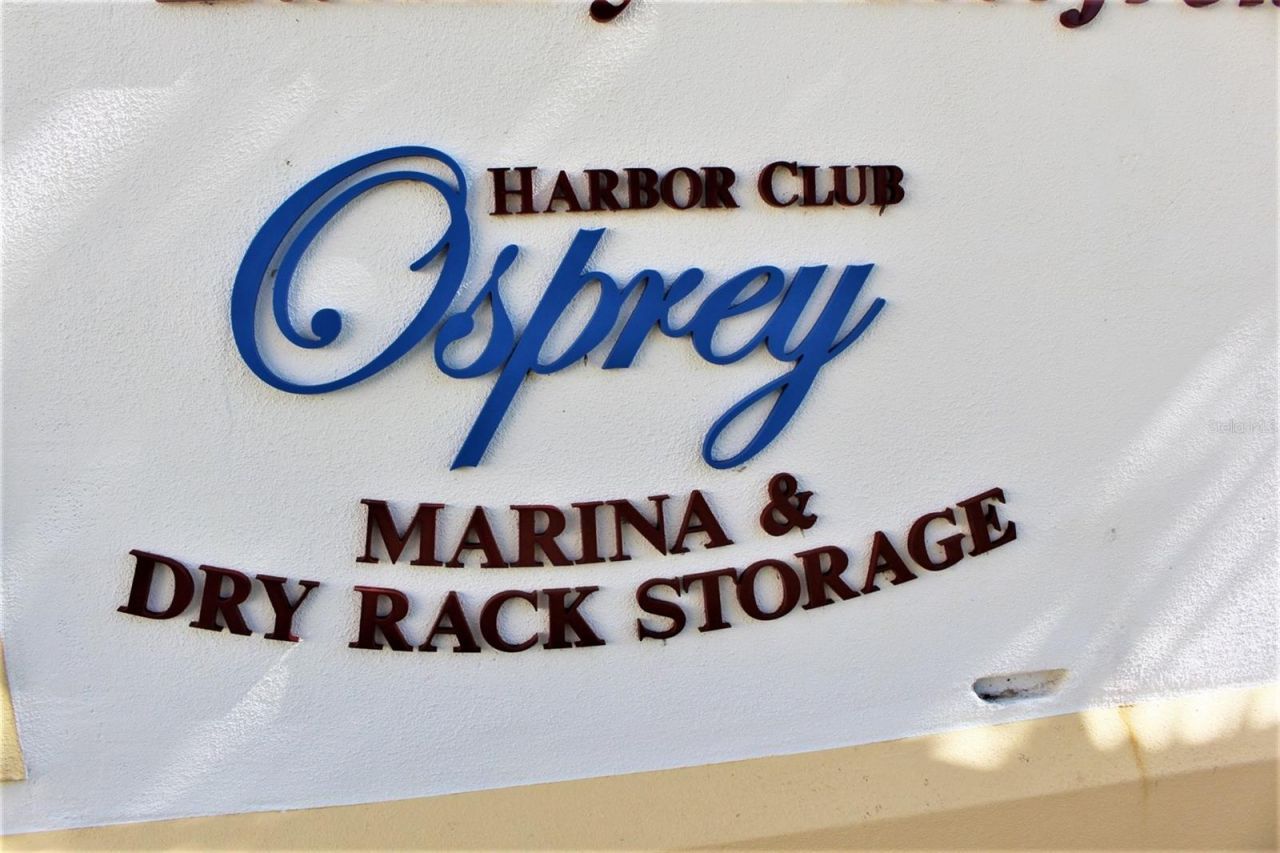 HARBOR CLUB
Osprey
MARINA &
DRY RACK STORAGE